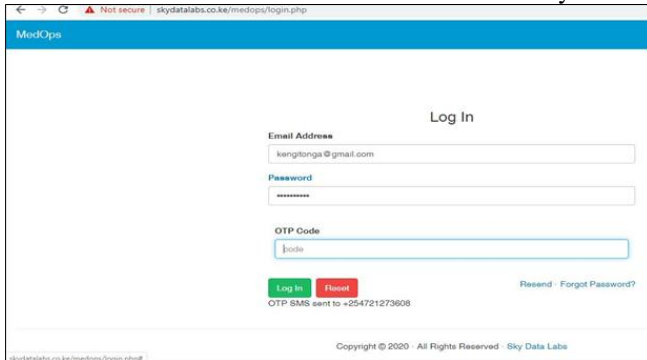 Not secure | skydatalabs.co.ke/medops/login.php
MedOps
Log In
Email Address
kengitonga@gmail.com
Password
••••••••••
OTP Code
code
Log In Reset Resend · Forgot Password?
OTP SMS sent to +254721273608
Copyright © 2020 · All Rights Reserved · Sky Data Labs
skydatalabs.co.ke/medops/login.php#